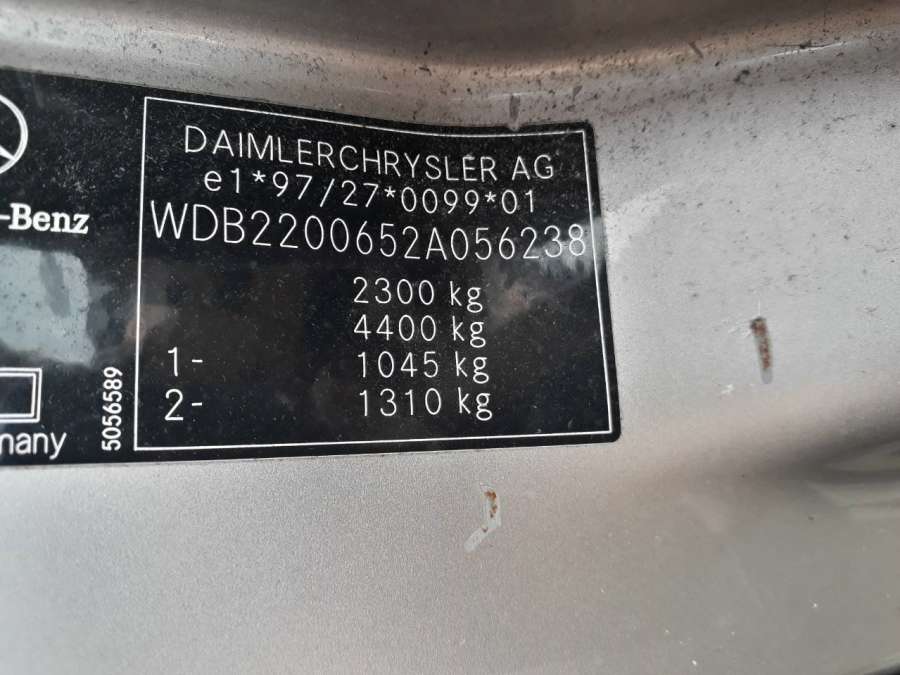 DAIMLERCHRYSLER AG
e1*97/27*0099*01
WDB2200652A056238
2300 kg
4400 kg
1- 1045 kg
2- 1310 kg
-Benz
many
5056589